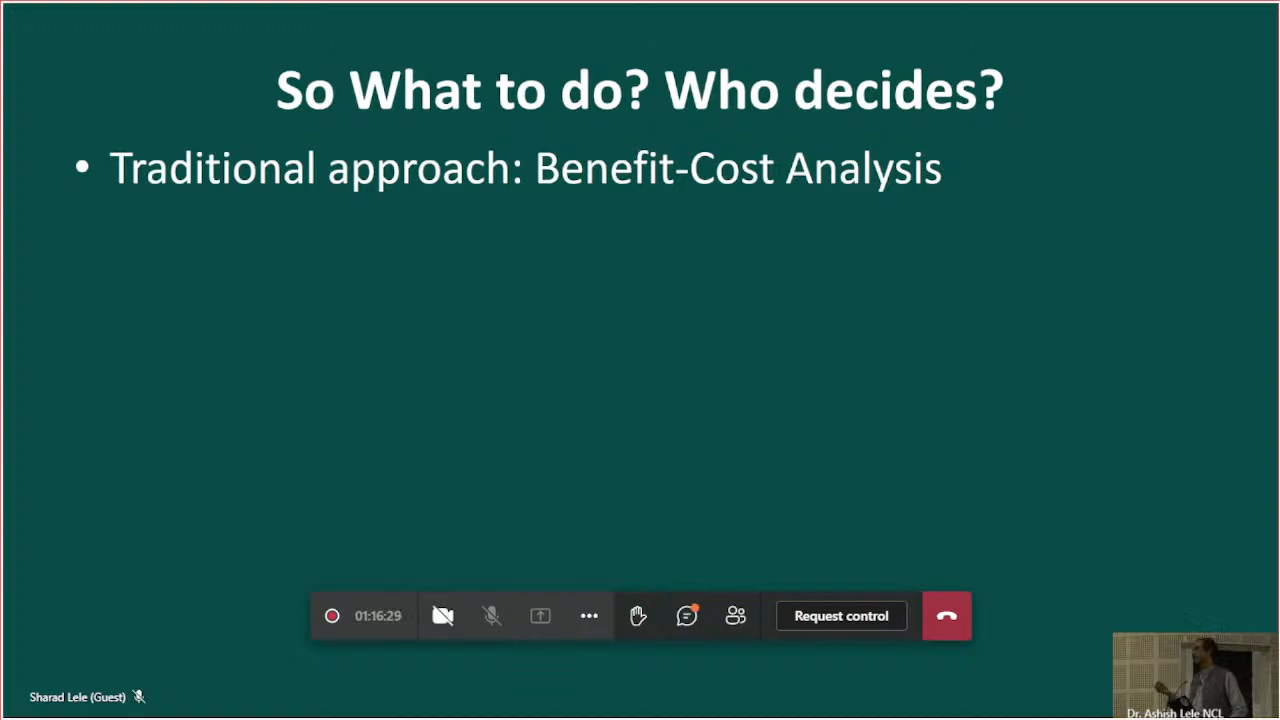 So What to do? Who decides?
• Traditional approach: Benefit-Cost Analysis
01:16:29
Request control
Sharad Lele (Guest)
Dr. Ashish Lele NCL